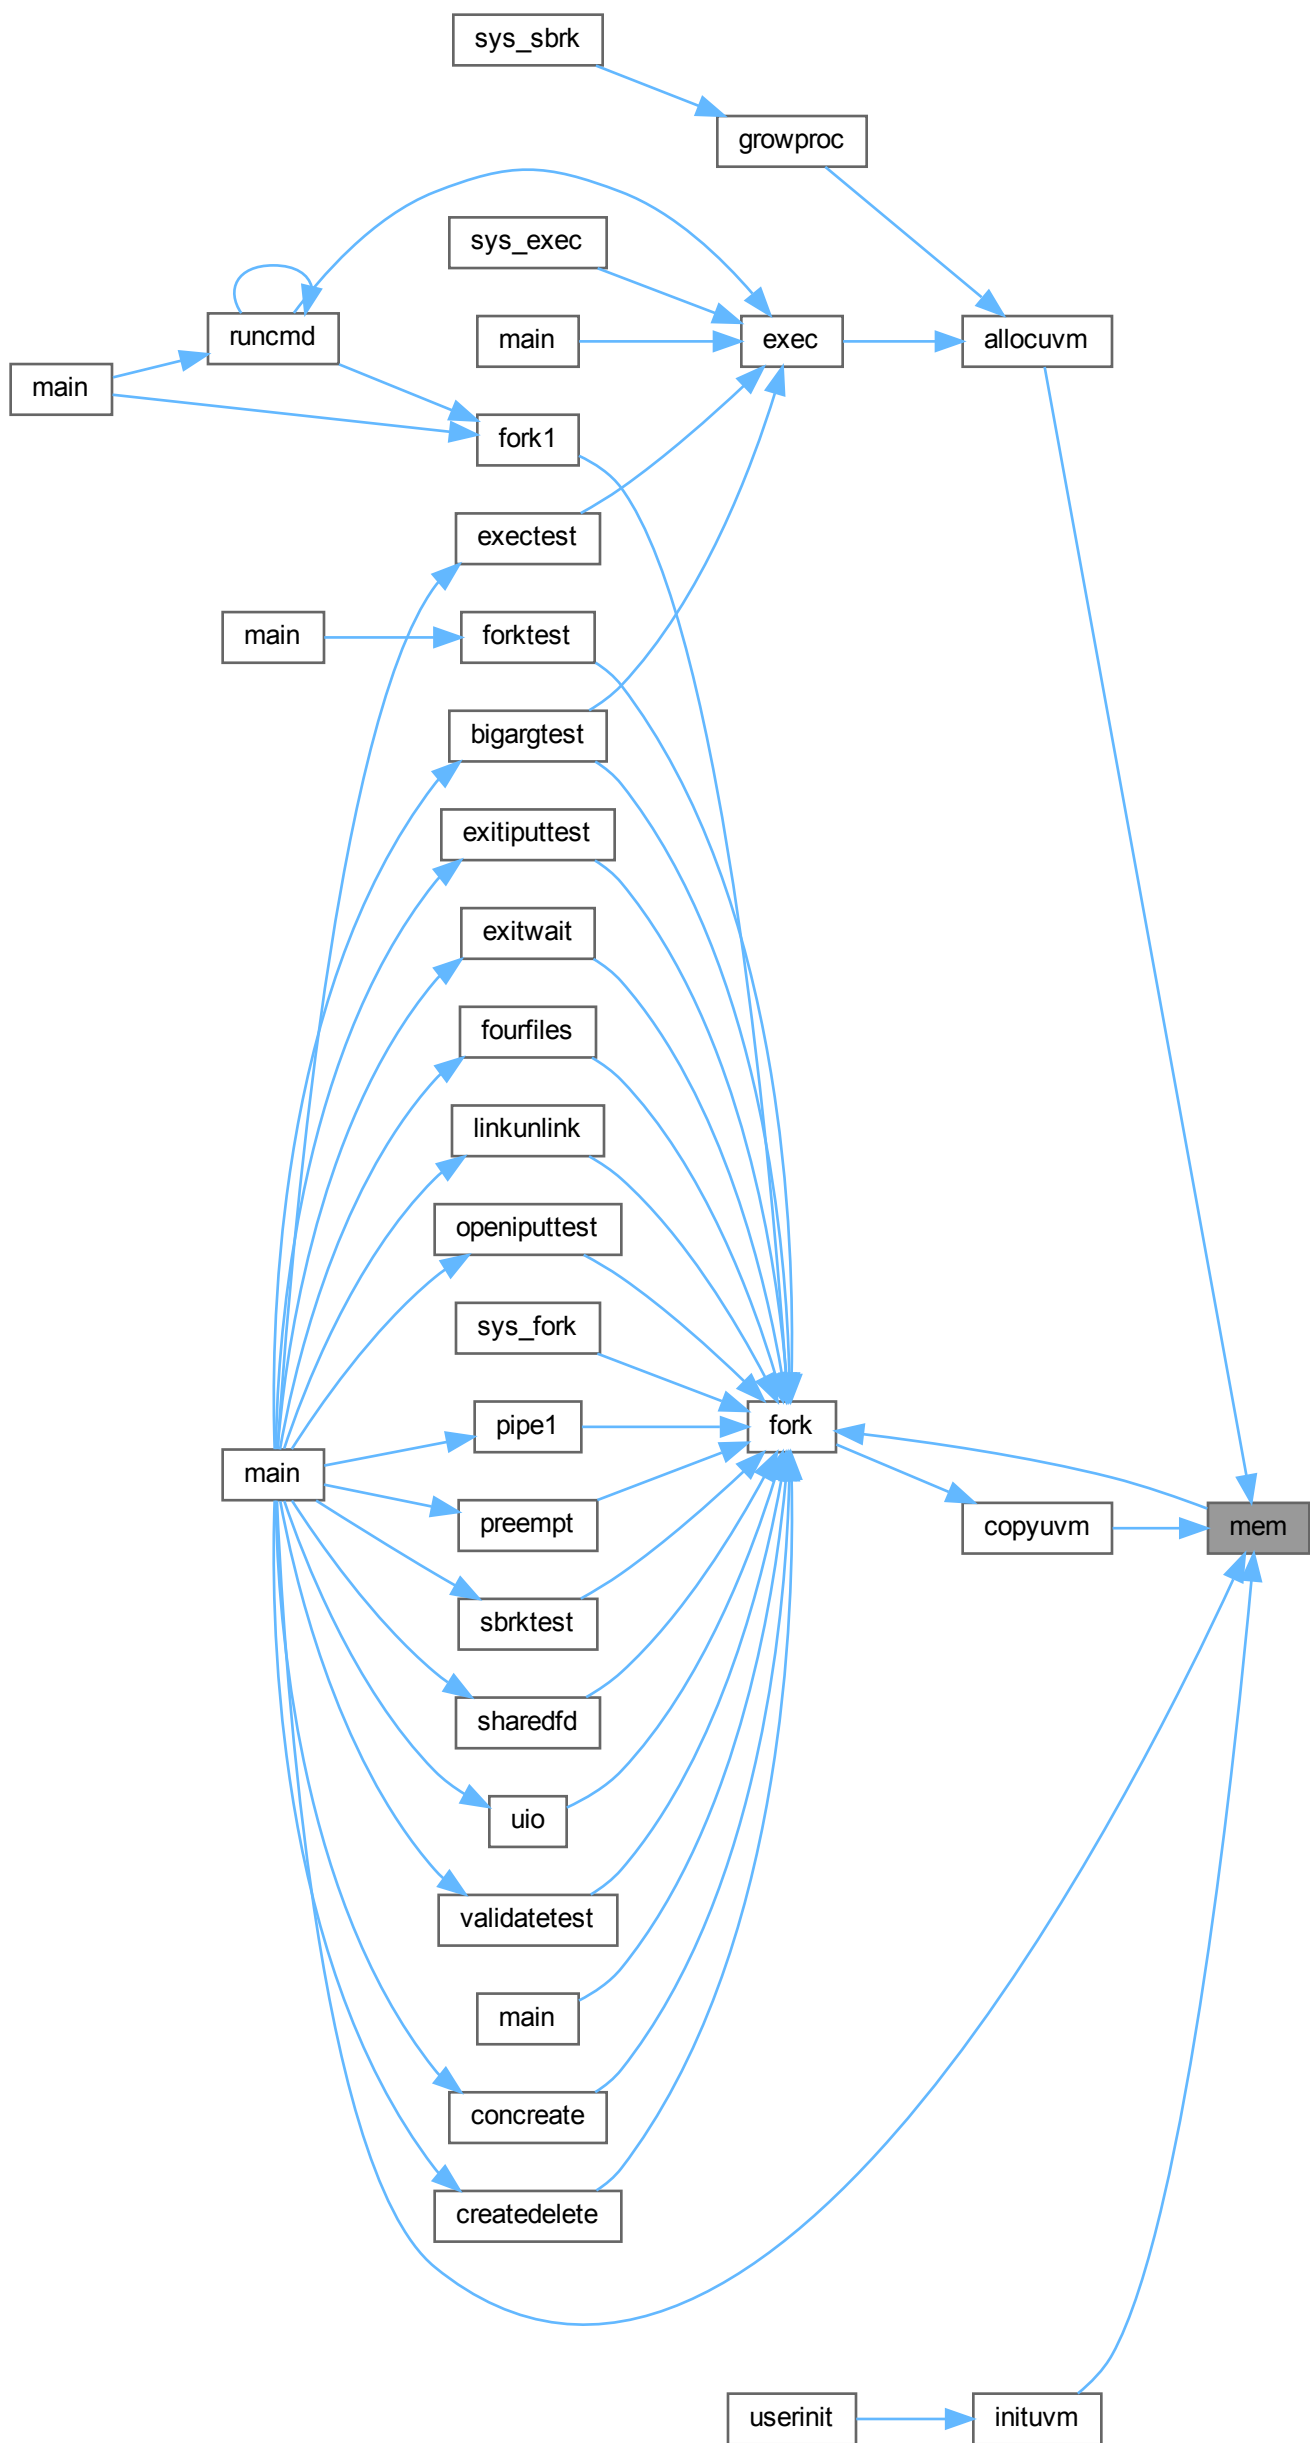 sys_sbrk
growproc
sys_exec
runcmd
main
exec
allocuvm
main
fork1
exectest
main
forktest
bigargtest
exitiputtest
exitwait
fourfiles
linkunlink
openiputtest
sys_fork
pipe1
fork
main
preempt
copyuvm
mem
sbrktest
sharedfd
uio
validatetest
main
concreate
createdelete
userinit
inituvm